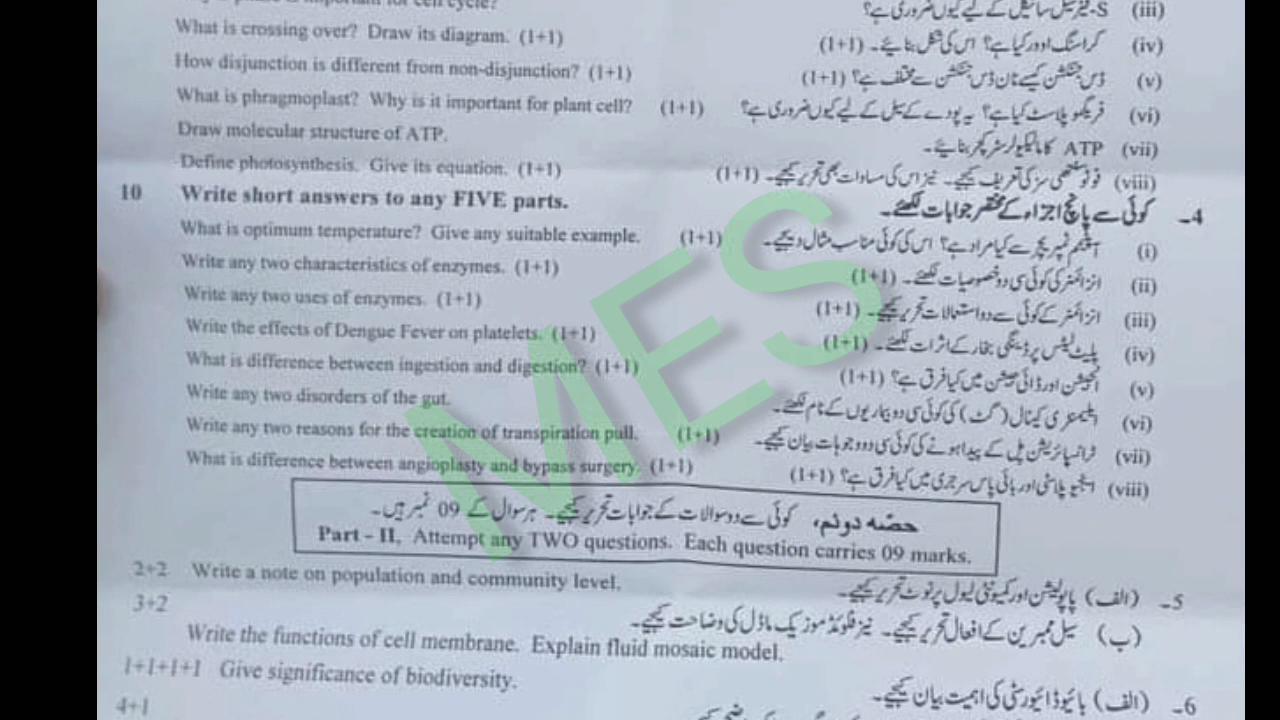 What is crossing over? Draw its diagram. (1+1) (iv) کراسنگ اوور کیا ہے؟ اس کی شکل بنائیے۔ (1+1)
How disjunction is different from non-disjunction? (1+1) (v) ڈس جنکشن کیسے نان ڈس جنکشن سے مختلف ہے؟ (1+1)
What is phragmoplast? Why is it important for plant cell? (1+1) (vi) فریگمو پلاسٹ کیا ہے؟ یہ پودے کے سیل کے لیے کیوں ضروری ہے؟
Draw molecular structure of ATP. (vii) ATP کا مالیکیولر سٹرکچر بنائیے۔
Define photosynthesis. Give its equation. (1+1) (viii) فوٹوسنتھی سز کی تعریف کیجیے۔ نیز اس کی مساوات بھی تحریر کیجیے۔ (1+1)
10 Write short answers to any FIVE parts. 4۔ کوئی سے پانچ اجزاء کے مختصر جوابات لکھئے۔
What is optimum temperature? Give any suitable example. (1+1) (i) آپٹیمم ٹمپریچر سے کیا مراد ہے؟ اس کی کوئی مناسب مثال دیجیے۔
Write any two characteristics of enzymes. (1+1) (ii) انزائمز کی کوئی سی دو خصوصیات لکھئے۔ (1+1)
Write any two uses of enzymes. (1+1) (iii) انزائمز کے کوئی سے دو استعمالات تحریر کیجیے۔ (1+1)
Write the effects of Dengue Fever on platelets. (1+1) (iv) پلیٹ لیٹس پر ڈینگی بخار کے اثرات لکھئے۔ (1+1)
What is difference between ingestion and digestion? (1+1) (v) انجیشن اور ڈائی جیشن میں کیا فرق ہے؟ (1+1)
Write any two disorders of the gut. (vi) ایلیمنٹری کینال (گٹ) کی کوئی سی دو بیماریوں کے نام لکھئے۔
Write any two reasons for the creation of transpiration pull. (1+1) (vii) ٹرانسپائریشن پل کے پیدا ہونے کی کوئی سی دو وجوہات بیان کیجیے۔
What is difference between angioplasty and bypass surgery. (1+1) (viii) اینجیو پلاسٹی اور بائی پاس سرجری میں کیا فرق ہے؟ (1+1)
حصہ دوئم، کوئی سے دو سوالات کے جوابات تحریر کیجیے۔ ہر سوال کے 09 نمبر ہیں۔
Part - II, Attempt any TWO questions. Each question carries 09 marks.
2+2 Write a note on population and community level. 5۔ (الف) پاپولیشن اور کمیونٹی لیول پر نوٹ تحریر کیجیے۔
3+2 (ب) سیل ممبرین کے افعال تحریر کیجیے۔ نیز فلوئڈ موزیک ماڈل کی وضاحت کیجیے۔
Write the functions of cell membrane. Explain fluid mosaic model.
1+1+1+1 Give significance of biodiversity. 6۔ (الف) بائیوڈائیورسٹی کی اہمیت بیان کیجیے۔
4+1
MES